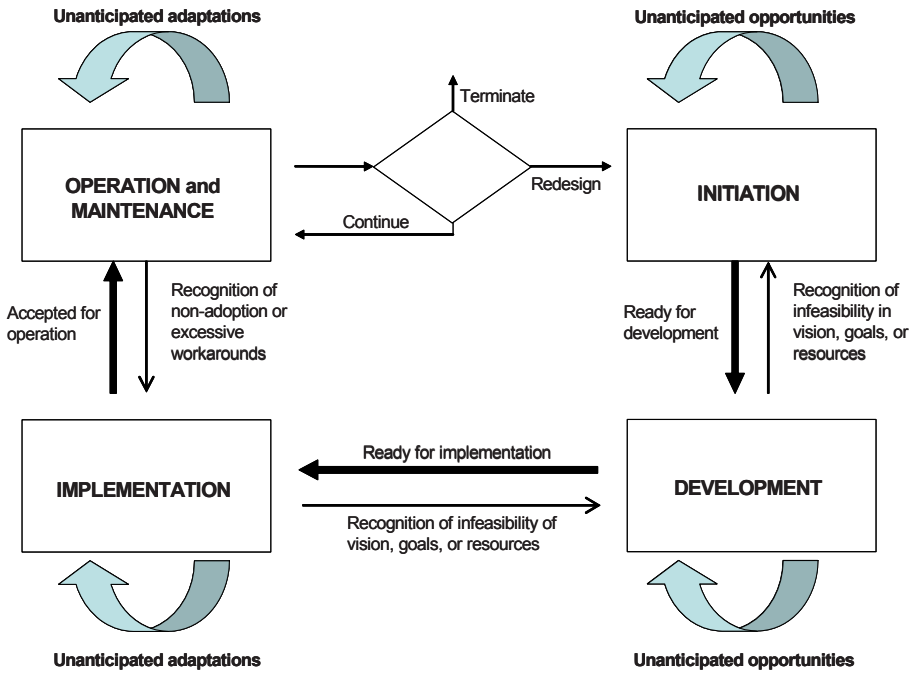 Unanticipated adaptations
Unanticipated opportunities
Terminate
OPERATION and
MAINTENANCE
Redesign
INITIATION
Continue
Accepted for
operation
Recognition of
non-adoption or
excessive
workarounds
Ready for
development
Recognition of
infeasibility in
vision, goals, or
resources
IMPLEMENTATION
Ready for implementation
Recognition of infeasibility of
vision, goals, or resources
DEVELOPMENT
Unanticipated adaptations
Unanticipated opportunities